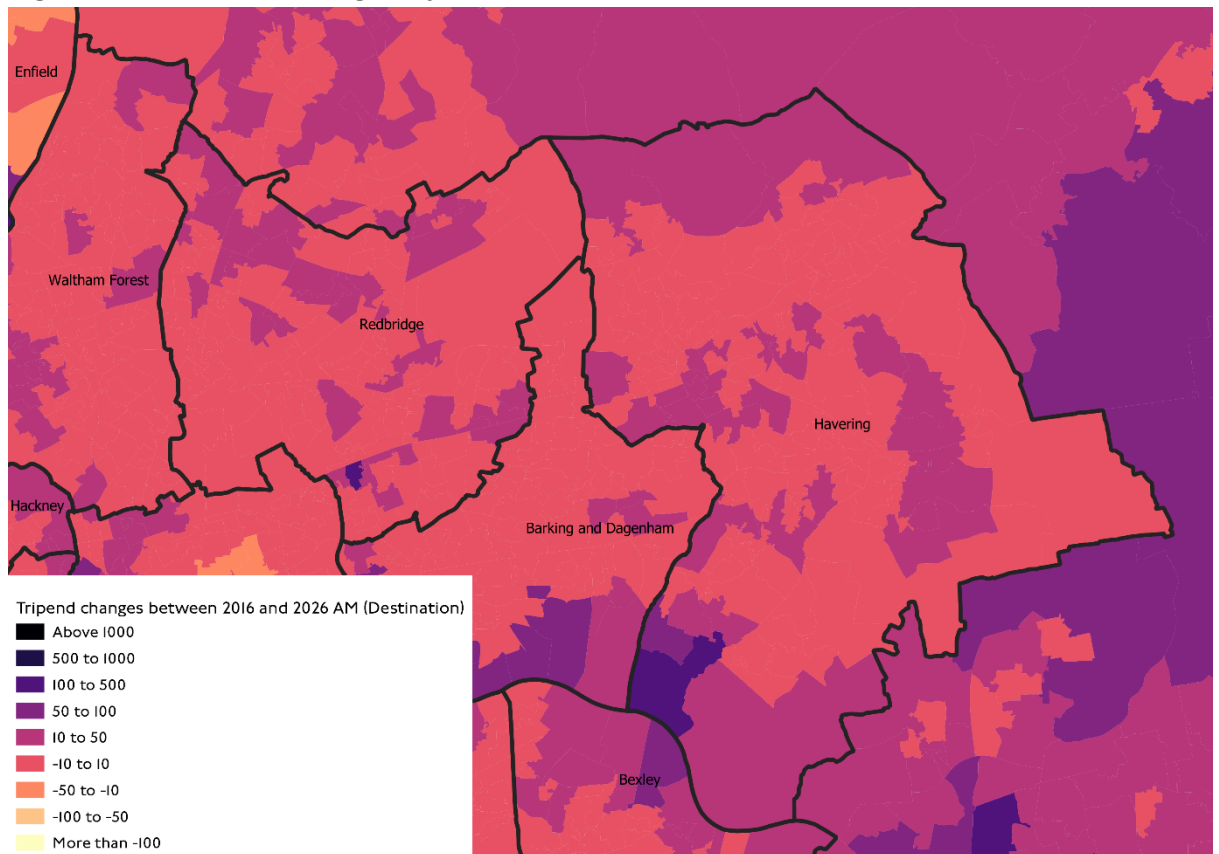 Enfield
Waltham Forest
Redbridge
Havering
Hackney
Barking and Dagenham
Bexley
Tripend changes between 2016 and 2026 AM (Destination)
Above 1000
500 to 1000
100 to 500
50 to 100
10 to 50
-10 to 10
-50 to -10
-100 to -50
More than -100